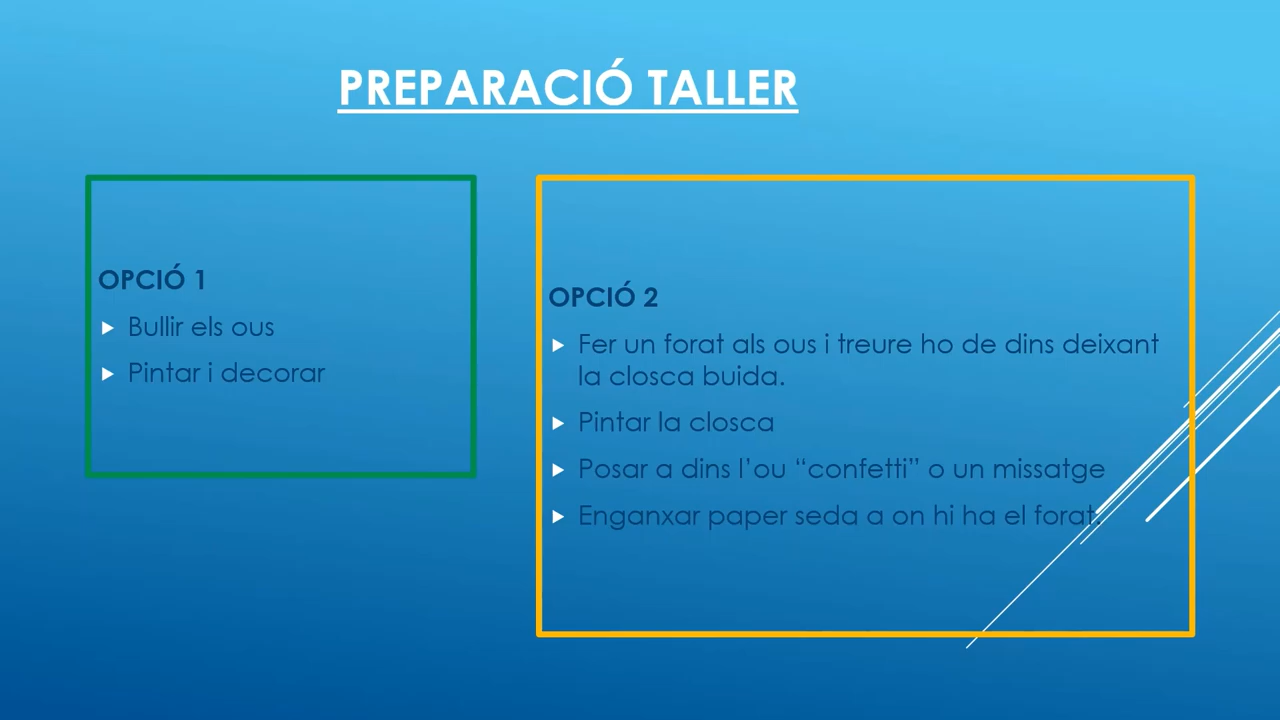 PREPARACIÓ TALLER
OPCIÓ 1
Bullir els ous
Pintar i decorar
OPCIÓ 2
Fer un forat als ous i treure ho de dins deixant
la closca buida.
Pintar la closca
Posar a dins l’ou “confetti” o un missatge
Enganxar paper seda a on hi ha el forat.